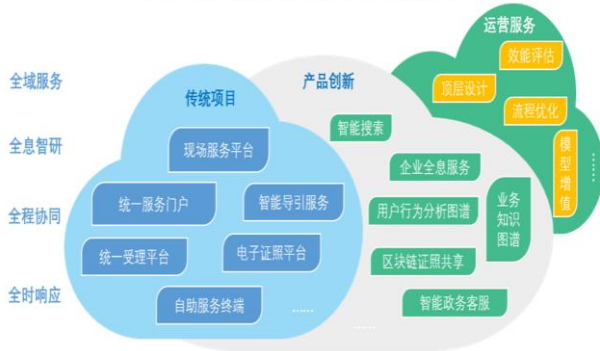 运营服务
效能评估
顶层设计
流程优化
模型增值
……
产品创新
智能搜索
企业全息服务
用户行为分析图谱
业务知识图谱
区块链证照共享
智能政务客服
……
传统项目
现场服务平台
统一服务门户
智能导引服务
统一受理平台
电子证照平台
自助服务终端
……
全域服务
全息智研
全程协同
全时响应